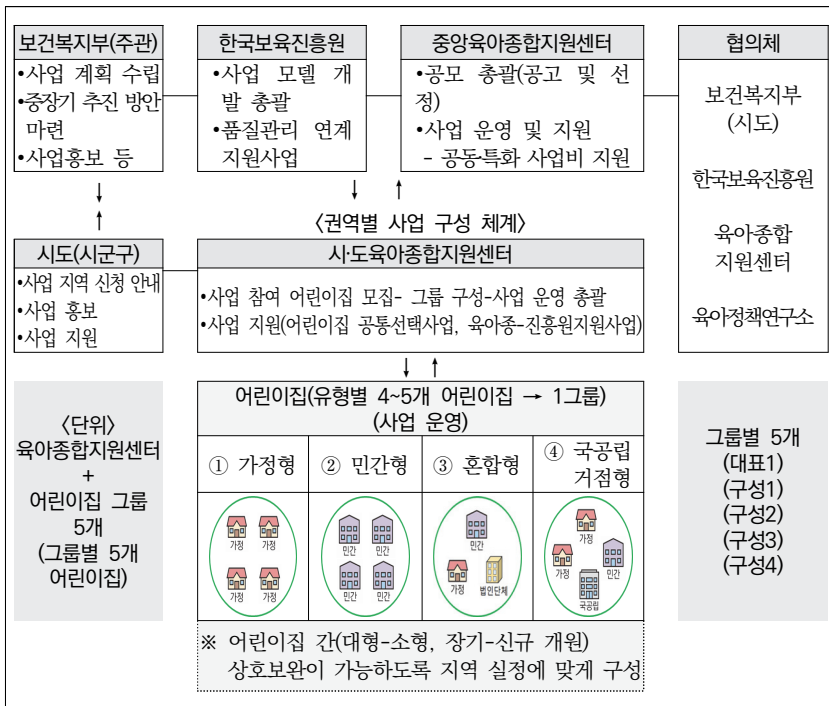 보건복지부(주관)
•사업 계획 수립
•중장기 추진 방안
마련
•사업홍보 등
한국보육진흥원
•사업 모델 개
발 총괄
•품질관리 연계
지원사업
중앙육아종합지원센터
•공모 총괄(공고 및 선
정)
•사업 운영 및 지원
- 공동·특화 사업비 지원
협의체
보건복지부
(시도)
한국보육진흥원
육아종합
지원센터
육아정책연구소
↓ ↑
↓ ↑
〈권역별 사업 구성 체계〉
시도(시군구)
•사업 지역 신청 안내
•사업 홍보
•사업 지원
시·도육아종합지원센터
•사업 참여 어린이집 모집- 그룹 구성-사업 운영 총괄
•사업 지원(어린이집 공통선택사업, 육아종-진흥원지원사업)
↓ ↑
〈단위〉
육아종합지원센터
+
어린이집 그룹
5개
(그룹별 5개
어린이집)
어린이집(유형별 4~5개 어린이집 → 1그룹)
(사업 운영)
① 가정형
② 민간형
③ 혼합형
④ 국공립
거점형
가정 가정
가정 가정
민간 민간
민간 민간
민간
가정 법인단체
가정
가정 민간
국공립
※ 어린이집 간(대형-소형, 장기-신규 개원)
상호보완이 가능하도록 지역 실정에 맞게 구성
그룹별 5개
(대표1)
(구성1)
(구성2)
(구성3)
(구성4)